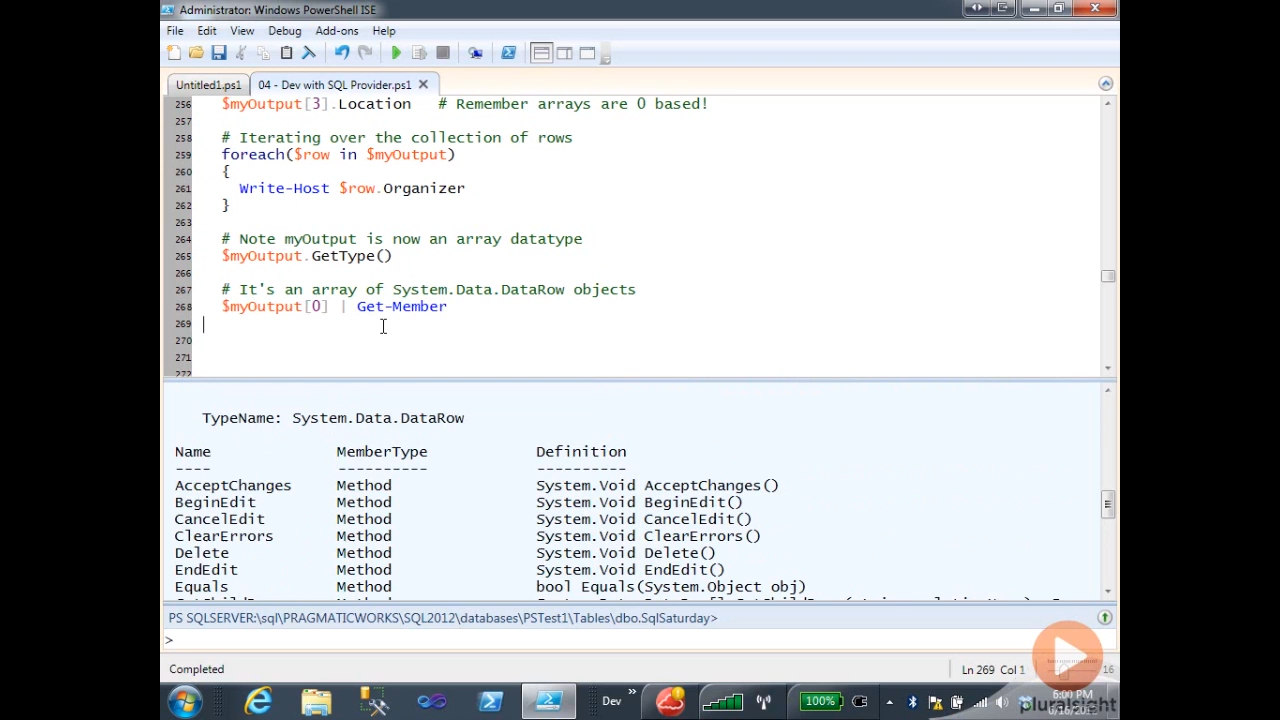 Administrator: Windows PowerShell ISE
File Edit View Debug Add-ons Help
Untitled1.ps1 04 - Dev with SQL Provider.ps1
256 $myOutput[3].Location # Remember arrays are 0 based!
257
258 # Iterating over the collection of rows
259 foreach($row in $myOutput)
260 {
261 Write-Host $row.Organizer
262 }
263
264 # Note myOutput is now an array datatype
265 $myOutput.GetType()
266
267 # It's an array of System.Data.DataRow objects
268 $myOutput[0] | Get-Member
269
270
271
272
TypeName: System.Data.DataRow
Name MemberType Definition
---- ---------- ----------
AcceptChanges Method System.Void AcceptChanges()
BeginEdit Method System.Void BeginEdit()
CancelEdit Method System.Void CancelEdit()
ClearErrors Method System.Void ClearErrors()
Delete Method System.Void Delete()
EndEdit Method System.Void EndEdit()
Equals Method bool Equals(System.Object obj)
PS SQLSERVER:\sql\PRAGMATICWORKS\SQL2012\databases\PSTest1\Tables\dbo.SqlSaturday>
>
Completed Ln 269 Col 1 16
Dev » 100% 6:00 PM
pluralsight